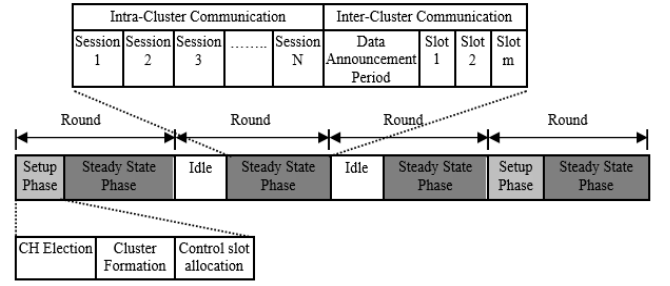 Intra-Cluster Communication Inter-Cluster Communication
Session 1 Session 2 Session 3 ........ Session N Data Announcement Period Slot 1 Slot 2 Slot m
Round Round Round Round
Setup Phase Steady State Phase Idle Steady State Phase Idle Steady State Phase Setup Phase Steady State Phase
CH Election Cluster Formation Control slot allocation